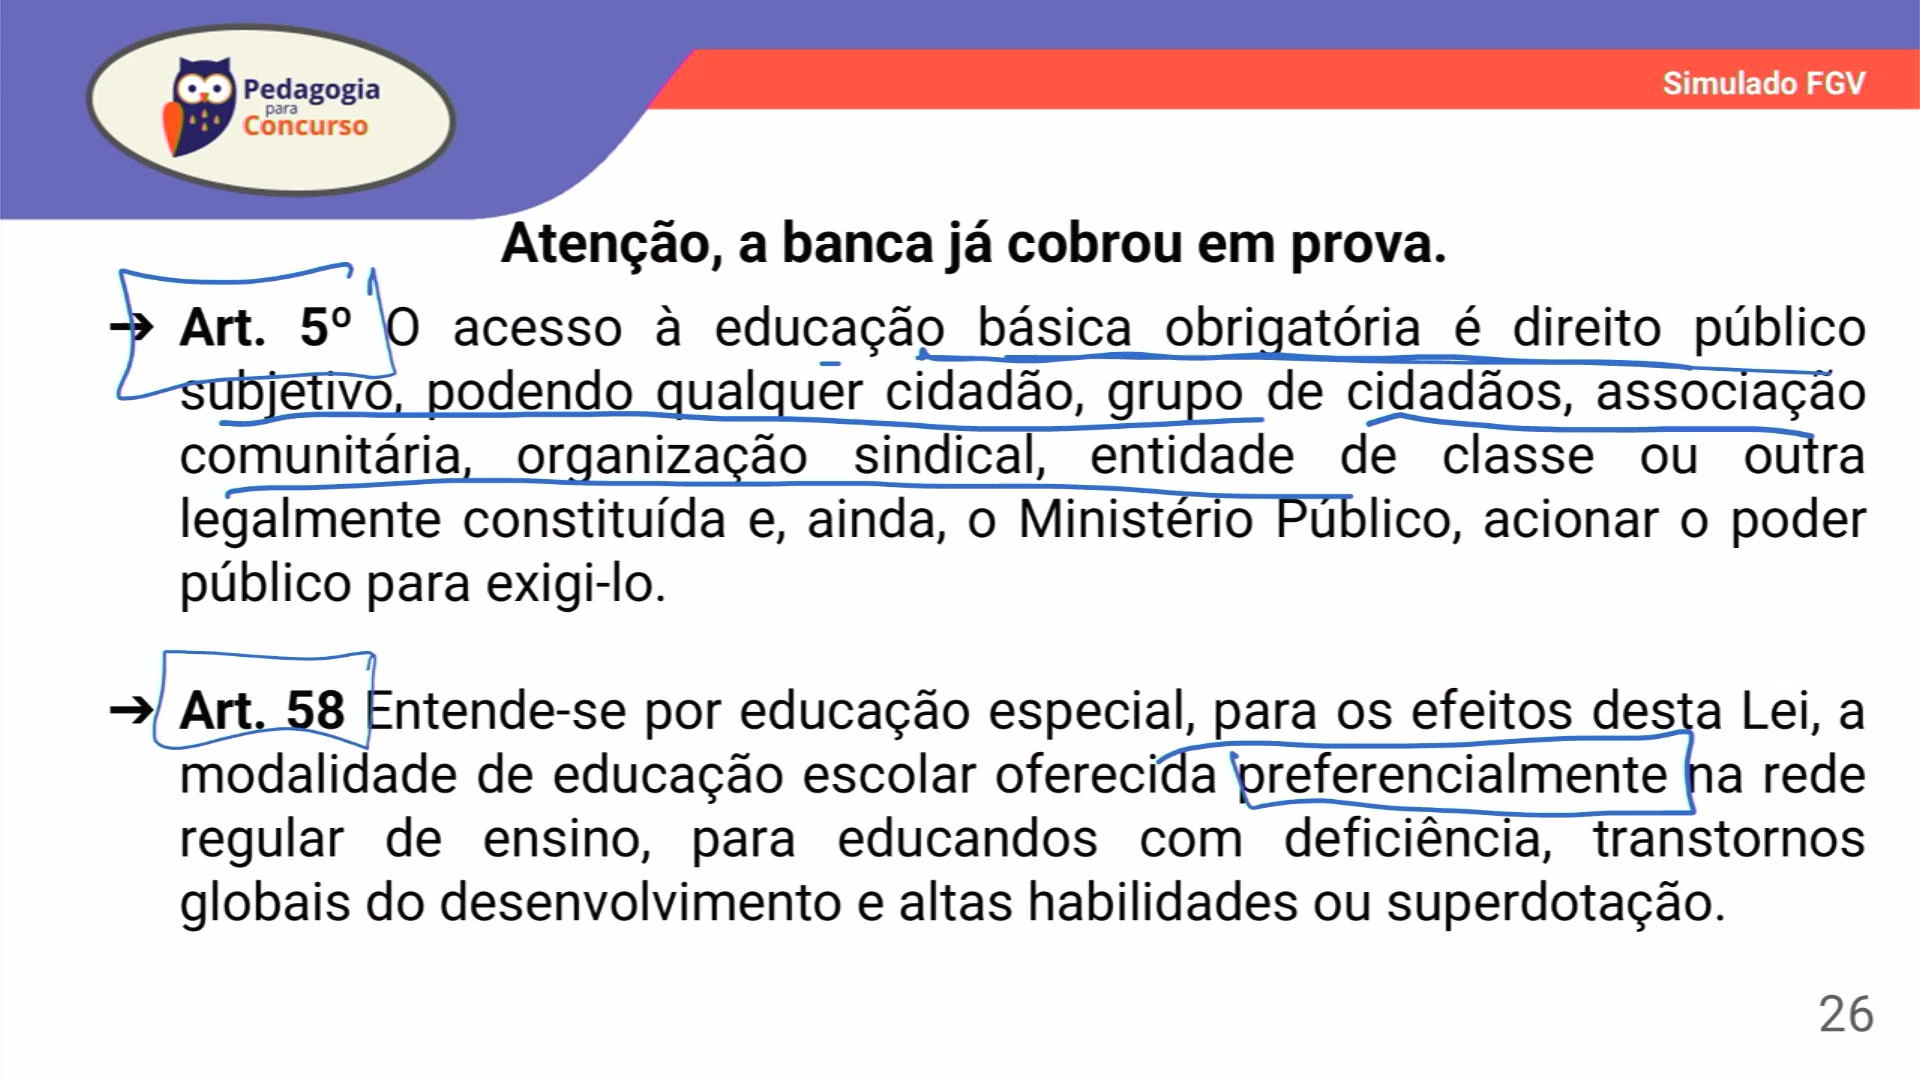 Pedagogia
para
Concurso
Simulado FGV
Atenção, a banca já cobrou em prova.
➔ Art. 5º O acesso à educação básica obrigatória é direito público
subjetivo, podendo qualquer cidadão, grupo de cidadãos, associação
comunitária, organização sindical, entidade de classe ou outra
legalmente constituída e, ainda, o Ministério Público, acionar o poder
público para exigi-lo.
➔ Art. 58 Entende-se por educação especial, para os efeitos desta Lei, a
modalidade de educação escolar oferecida preferencialmente na rede
regular de ensino, para educandos com deficiência, transtornos
globais do desenvolvimento e altas habilidades ou superdotação.
26